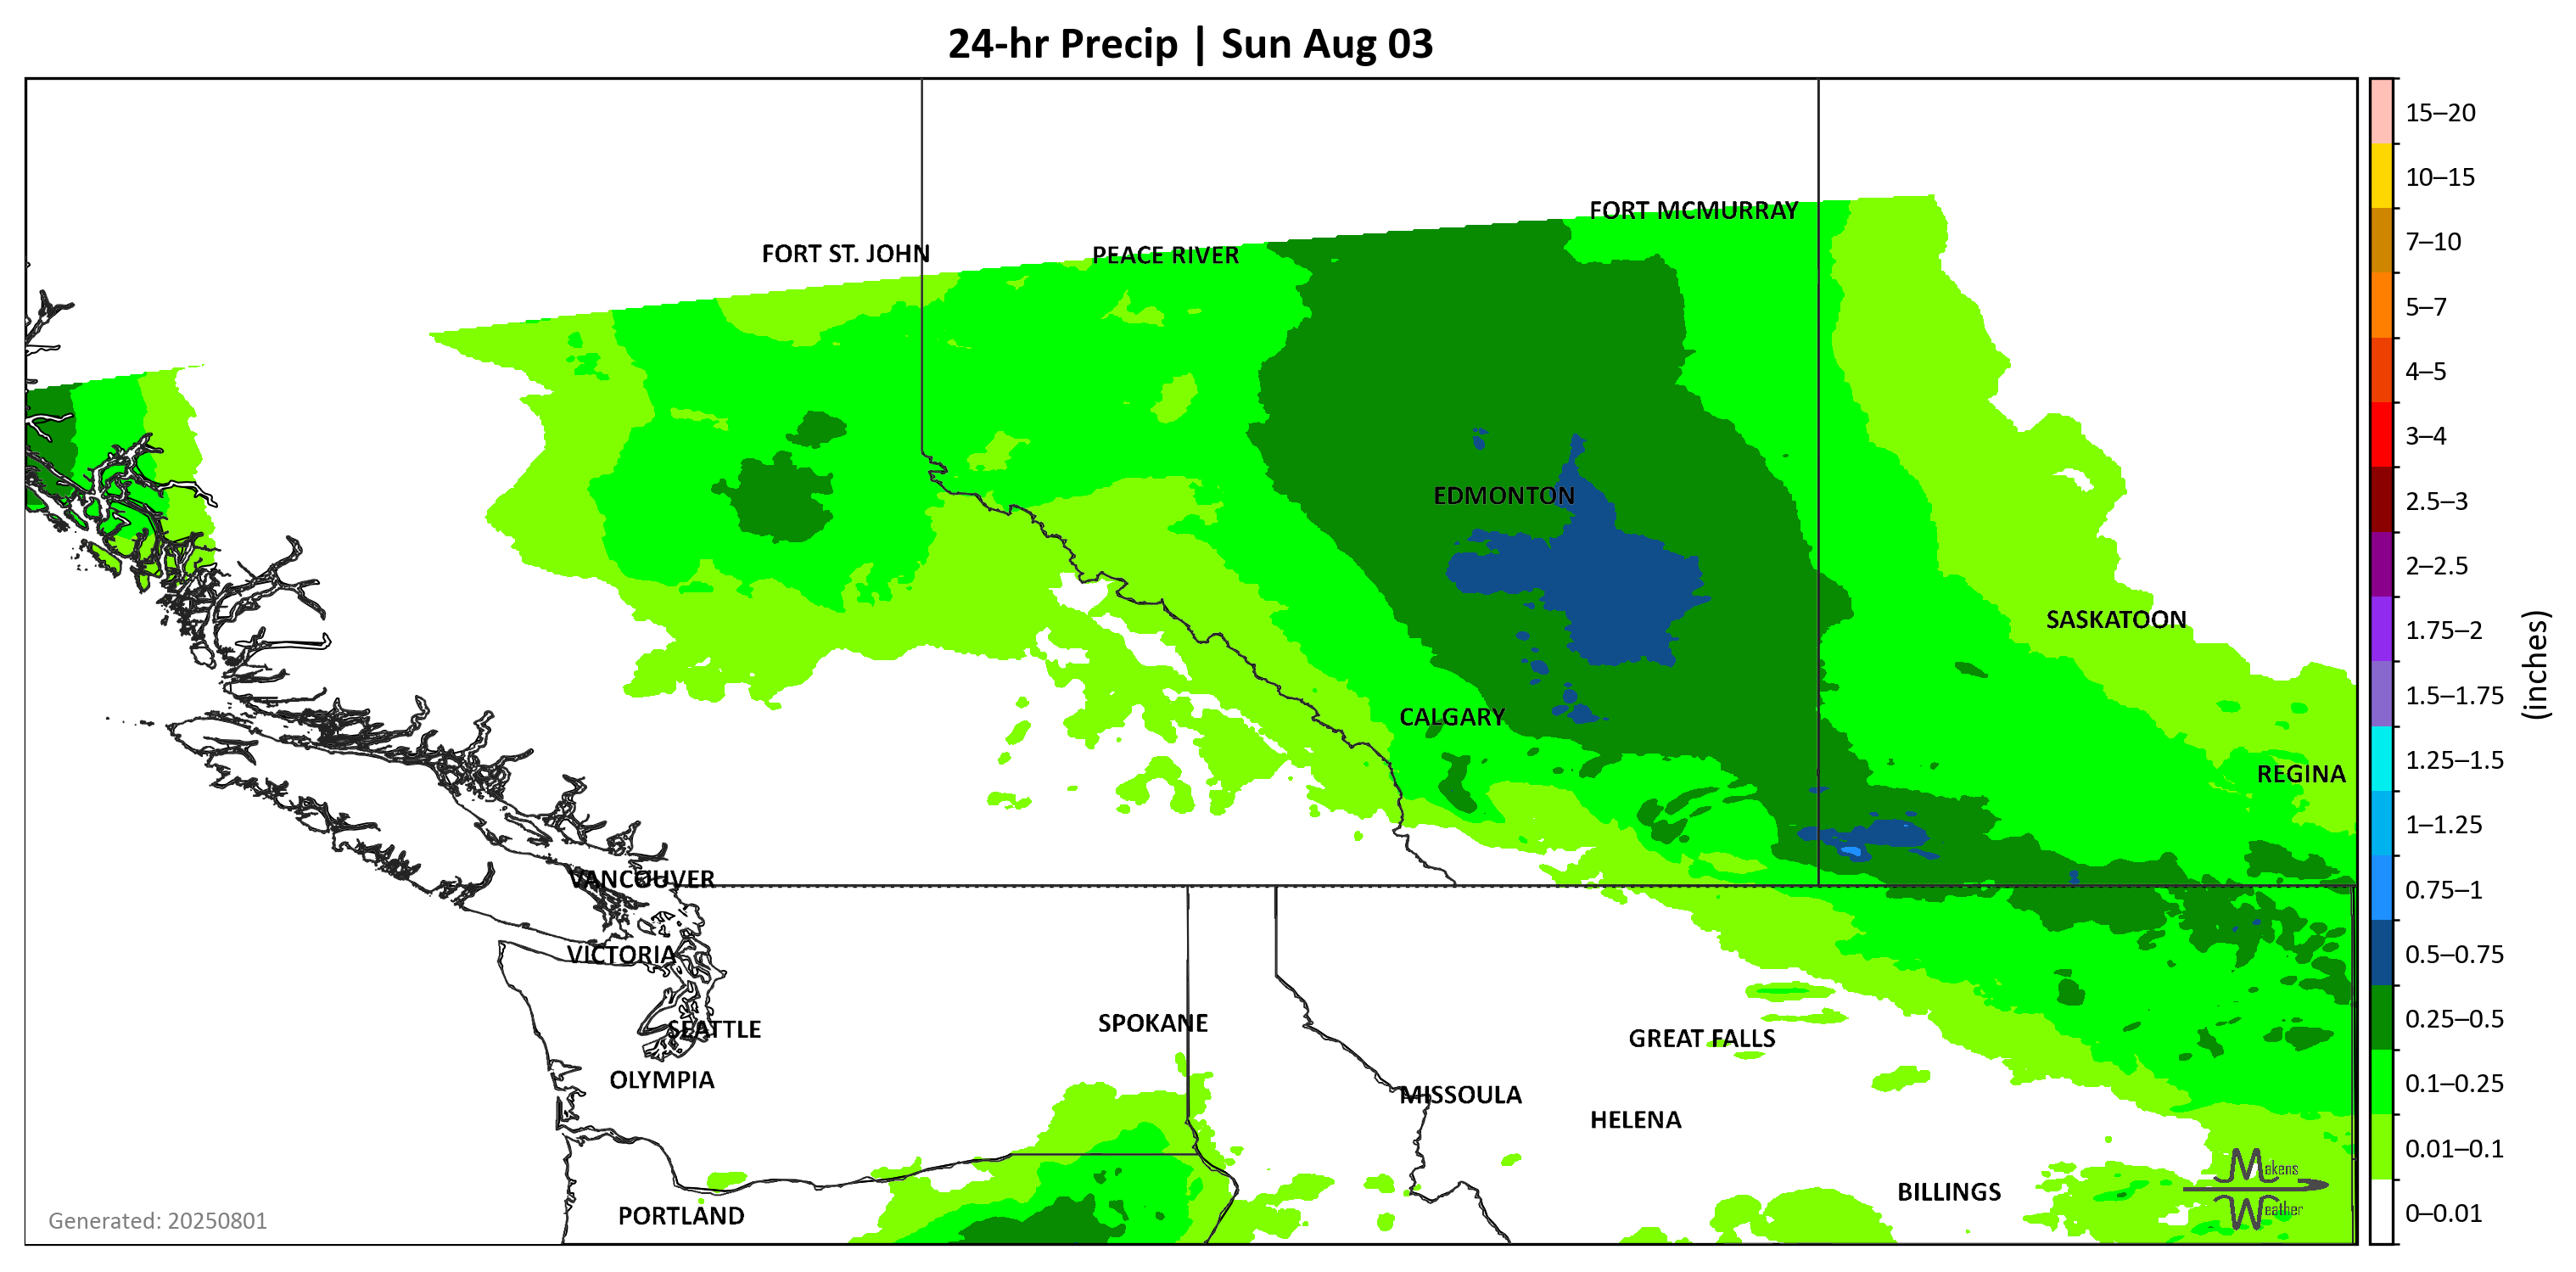 24-hr Precip | Sun Aug 03
15–20
10–15
7–10
5–7
4–5
3–4
2.5–3
2–2.5
1.75–2
1.5–1.75
1.25–1.5
1–1.25
0.75–1
0.5–0.75
0.25–0.5
0.1–0.25
0.01–0.1
0–0.01
(inches)
FORT MCMURRAY
FORT ST. JOHN
PEACE RIVER
EDMONTON
SASKATOON
CALGARY
REGINA
VANCOUVER
VICTORIA
SEATTLE
SPOKANE
GREAT FALLS
OLYMPIA
MISSOULA
HELENA
BILLINGS
PORTLAND
Makens
Weather
Generated: 20250801